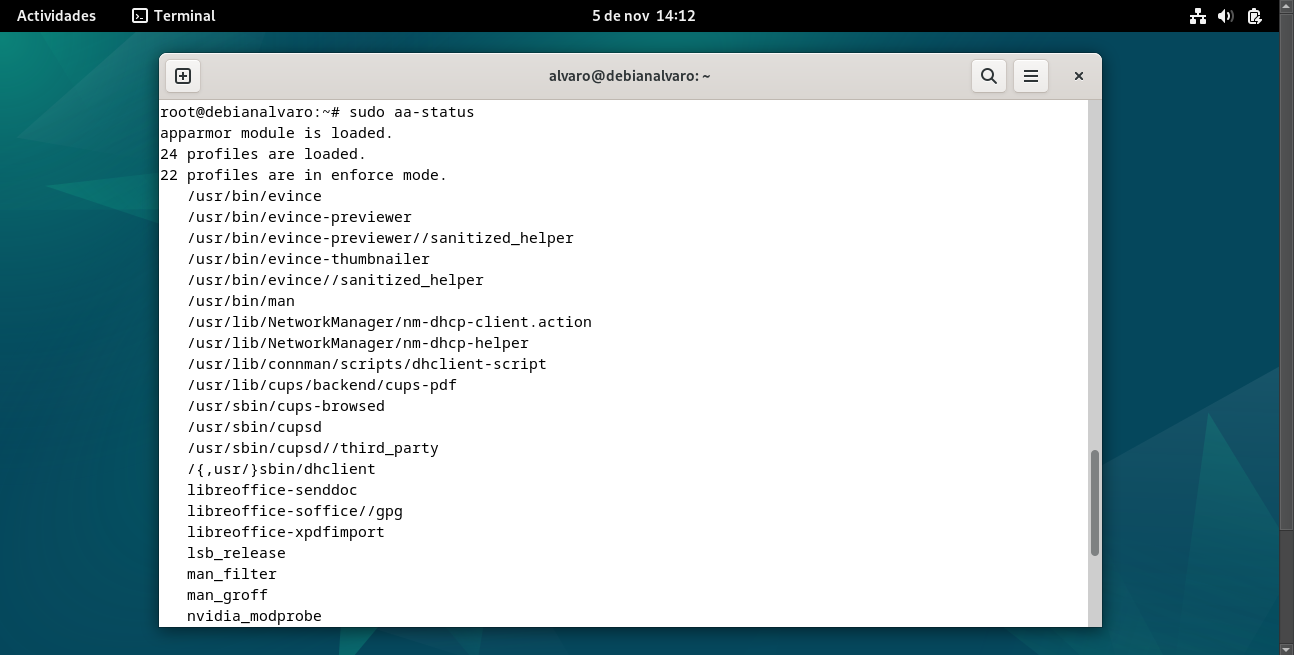 Actividades
Terminal
5 de nov 14:12
alvaro@debianalvaro: ~
root@debianalvaro:~# sudo aa-status
apparmor module is loaded.
24 profiles are loaded.
22 profiles are in enforce mode.
/usr/bin/evince
/usr/bin/evince-previewer
/usr/bin/evince-previewer//sanitized_helper
/usr/bin/evince-thumbnailer
/usr/bin/evince//sanitized_helper
/usr/bin/man
/usr/lib/NetworkManager/nm-dhcp-client.action
/usr/lib/NetworkManager/nm-dhcp-helper
/usr/lib/connman/scripts/dhclient-script
/usr/lib/cups/backend/cups-pdf
/usr/sbin/cups-browsed
/usr/sbin/cupsd
/usr/sbin/cupsd//third_party
/{,usr/}sbin/dhclient
libreoffice-senddoc
libreoffice-soffice//gpg
libreoffice-xpdfimport
lsb_release
man_filter
man_groff
nvidia_modprobe